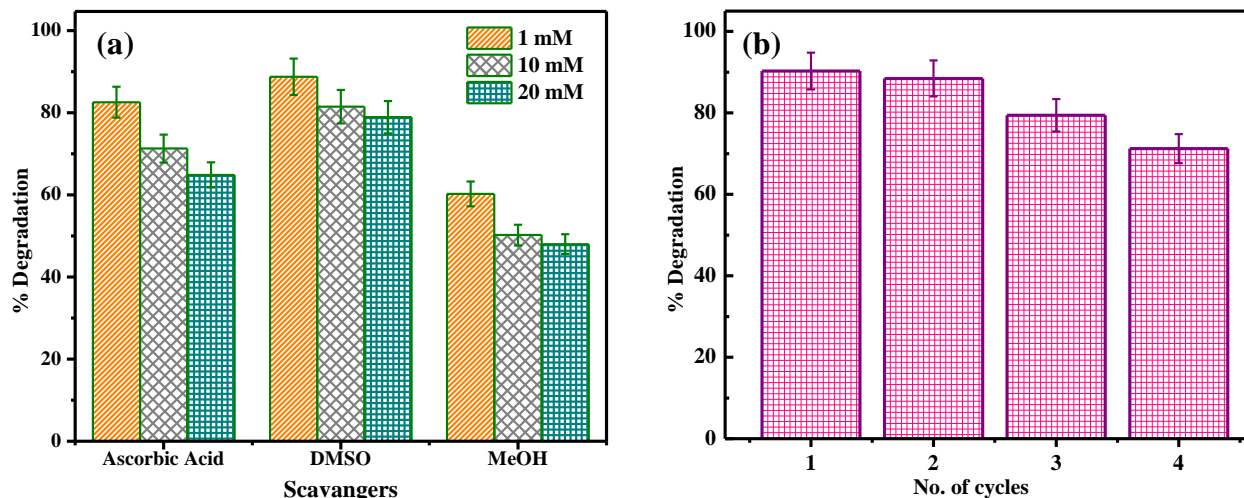 (a)
1 mM
10 mM
20 mM
100
80
60
40
20
0
% Degradation
Ascorbic Acid
DMSO
MeOH
Scavangers
(b)
100
80
60
40
20
0
% Degradation
1
2
3
4
No. of cycles